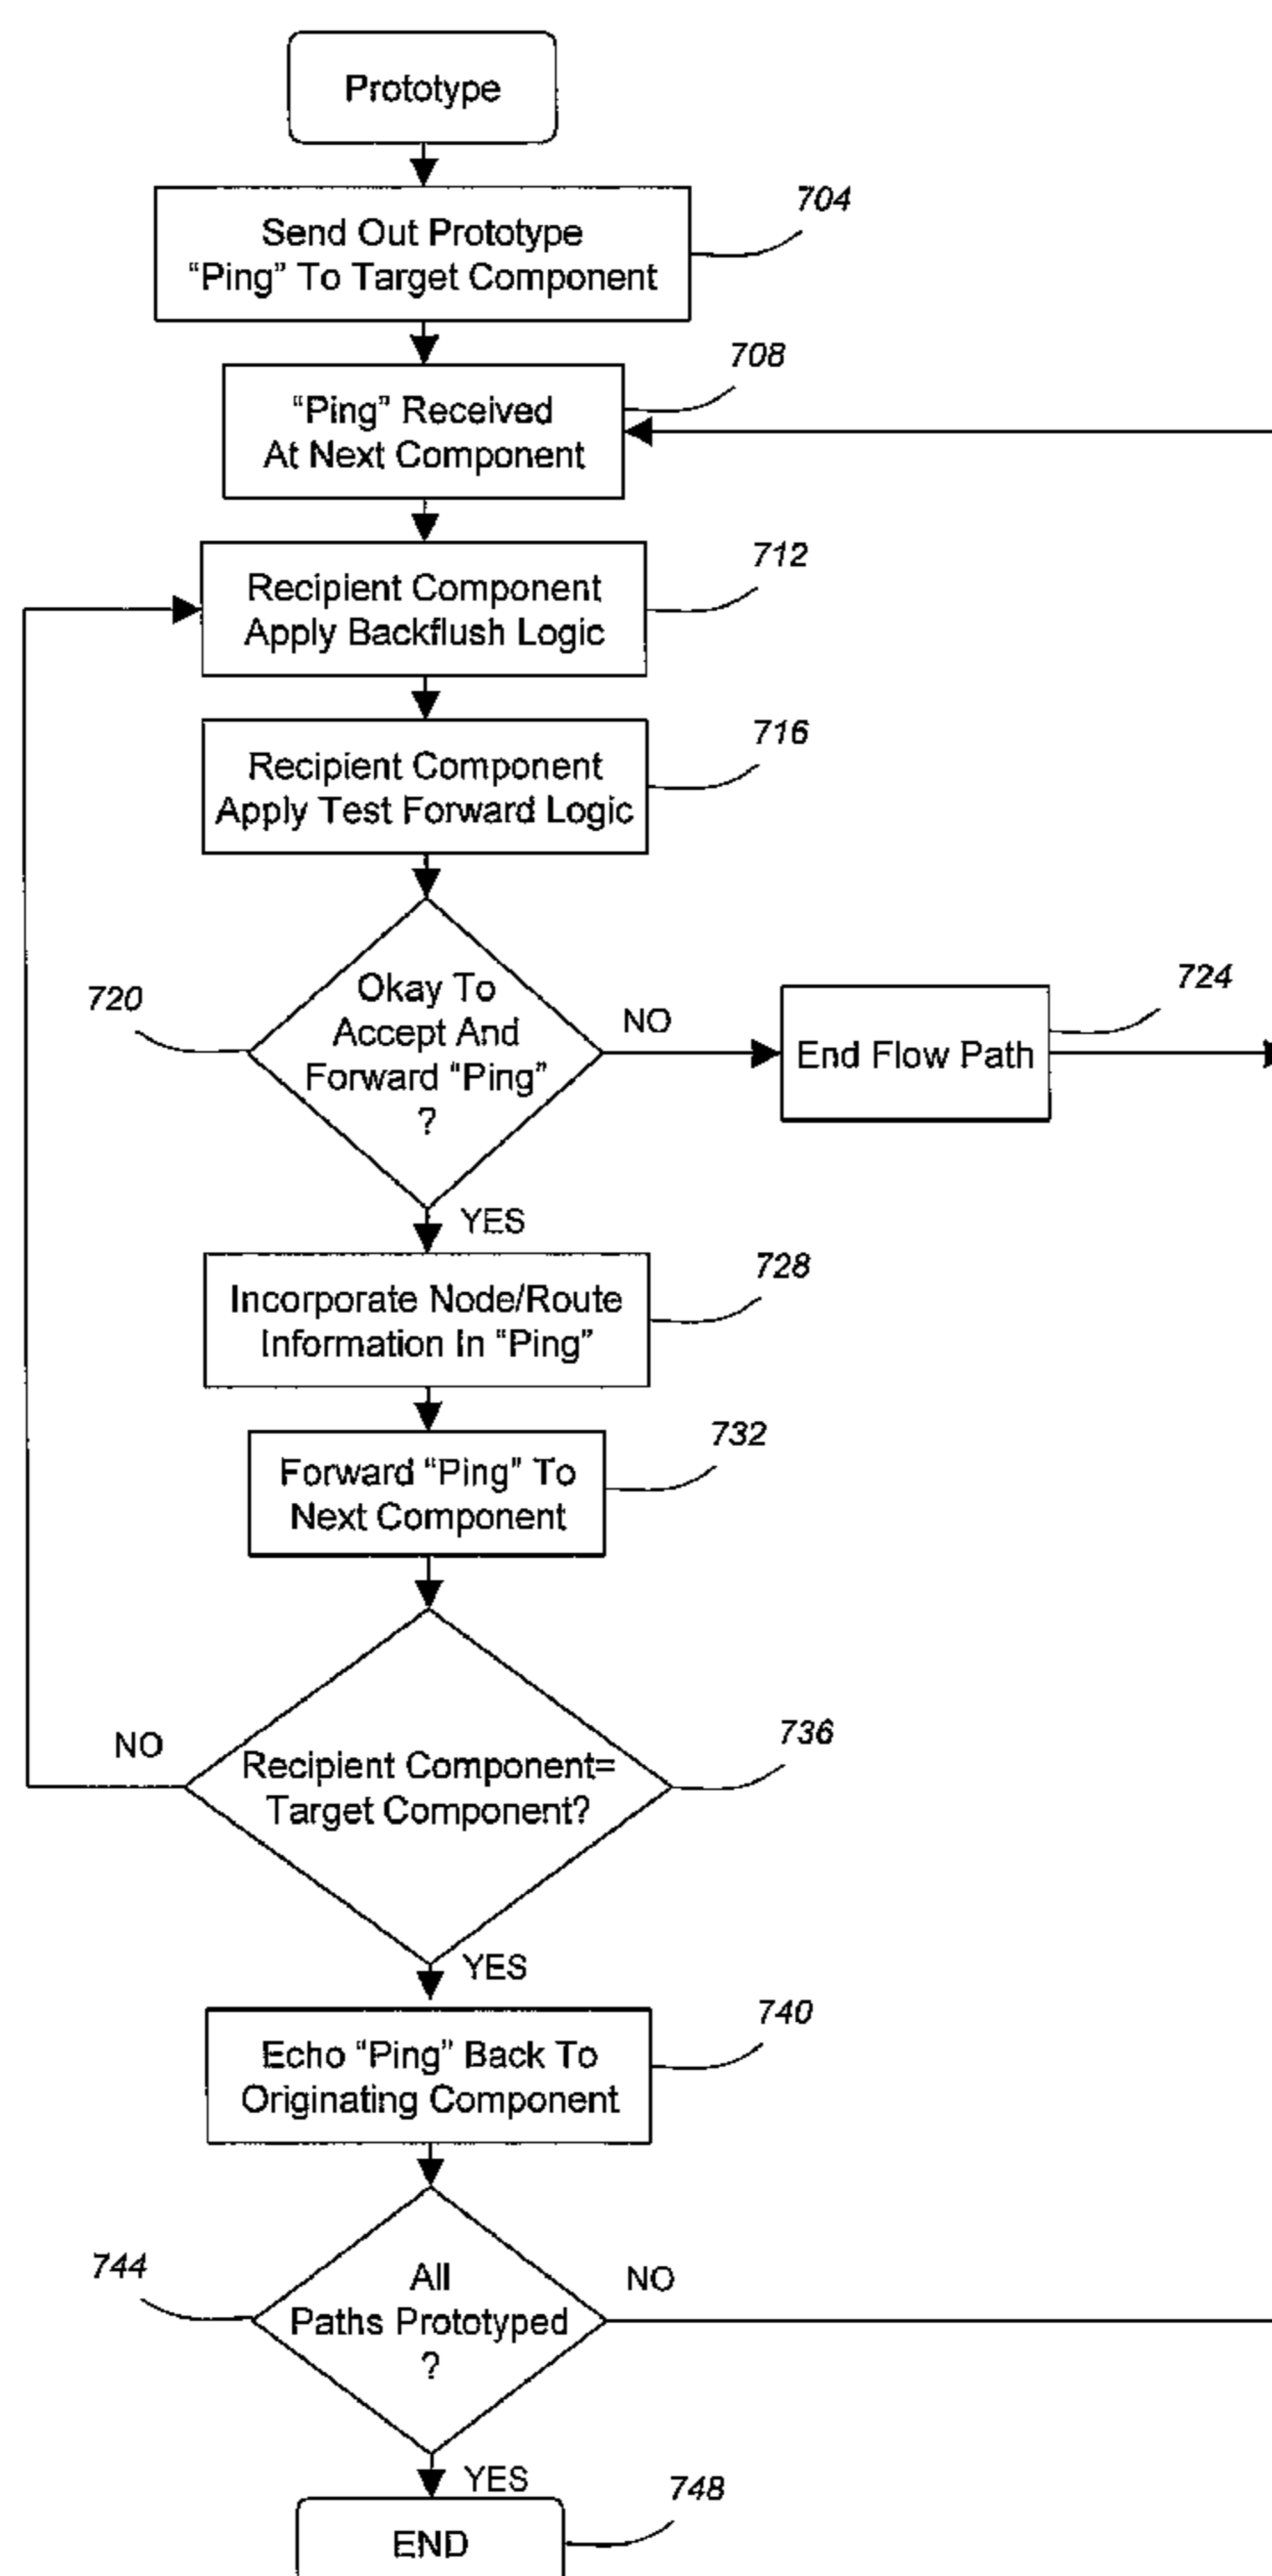 Prototype
704
Send Out Prototype
“Ping” To Target Component
708
“Ping” Received
At Next Component
712
Recipient Component
Apply Backflush Logic
716
Recipient Component
Apply Test Forward Logic
720
Okay To
Accept And
Forward “Ping”
?
NO
724
End Flow Path
YES
728
Incorporate Node/Route
Information In “Ping”
732
Forward “Ping” To
Next Component
NO
736
Recipient Component=
Target Component?
YES
740
Echo “Ping” Back To
Originating Component
744
All
Paths Prototyped
?
NO
YES
748
END